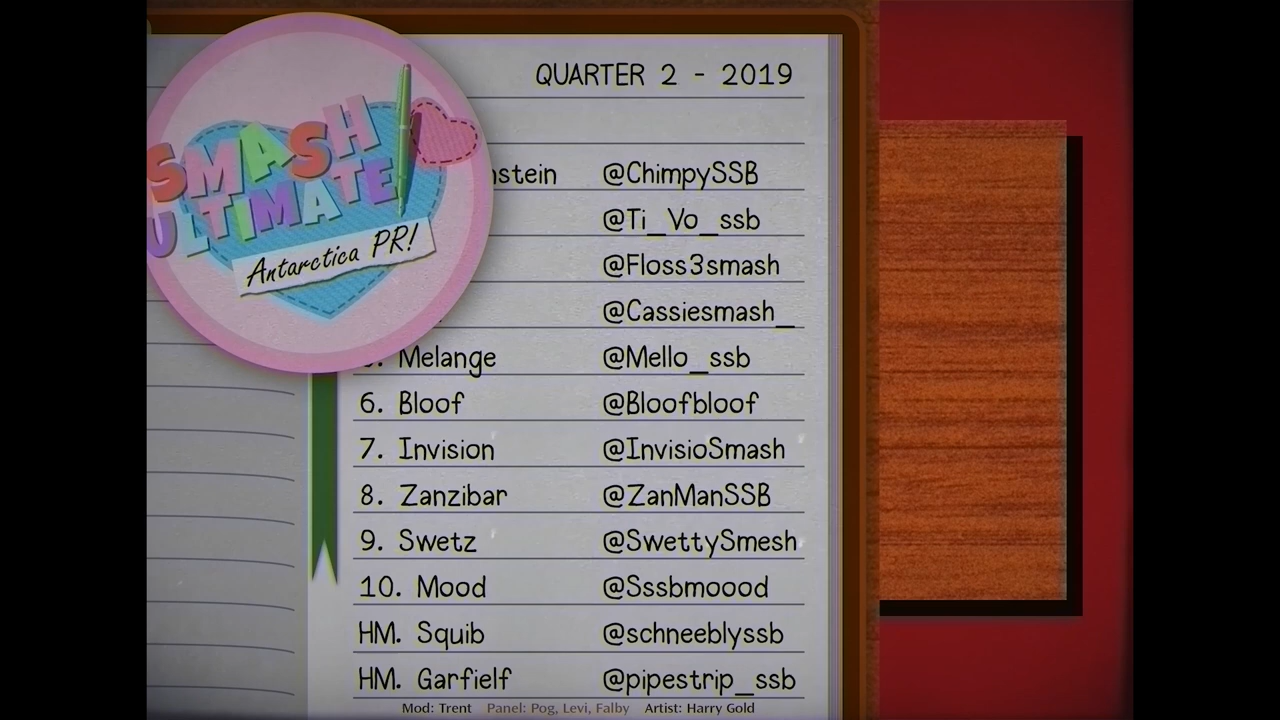 QUARTER 2 - 2019
SMASH
ULTIMATE
Antarctica PR!
@ChimpySSB
@Ti_Vo_ssb
@Floss3smash
@Cassiesmash_
Melange @Mello_ssb
6. Bloof @Bloofbloof
7. Invision @InvisioSmash
8. Zanzibar @ZanManSSB
9. Swetz @SwettySmesh
10. Mood @Sssbmoood
HM. Squib @schneeblyssb
HM. Garfielf @pipestrip_ssb
Mod: Trent Panel: Pog, Levi, Falby Artist: Harry Gold